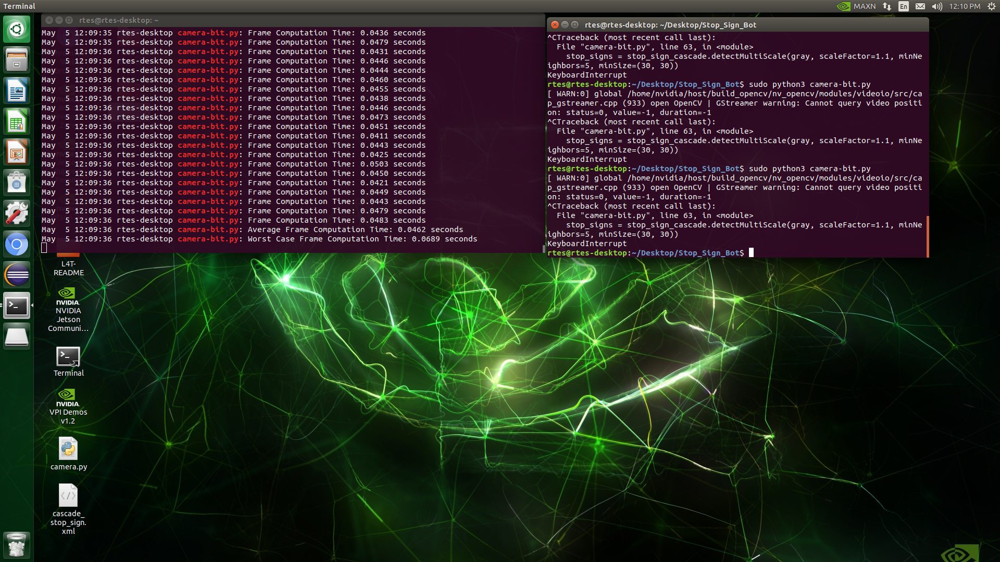 Terminal
MAXN
En
12:10 PM
rtes@rtes-desktop: ~
May  5 12:09:35 rtes-desktop camera-bit.py: Frame Computation Time: 0.0436 seconds
May  5 12:09:35 rtes-desktop camera-bit.py: Frame Computation Time: 0.0479 seconds
May  5 12:09:36 rtes-desktop camera-bit.py: Frame Computation Time: 0.0431 seconds
May  5 12:09:36 rtes-desktop camera-bit.py: Frame Computation Time: 0.0446 seconds
May  5 12:09:36 rtes-desktop camera-bit.py: Frame Computation Time: 0.0444 seconds
May  5 12:09:36 rtes-desktop camera-bit.py: Frame Computation Time: 0.0460 seconds
May  5 12:09:36 rtes-desktop camera-bit.py: Frame Computation Time: 0.0455 seconds
May  5 12:09:36 rtes-desktop camera-bit.py: Frame Computation Time: 0.0438 seconds
May  5 12:09:36 rtes-desktop camera-bit.py: Frame Computation Time: 0.0446 seconds
May  5 12:09:36 rtes-desktop camera-bit.py: Frame Computation Time: 0.0473 seconds
May  5 12:09:36 rtes-desktop camera-bit.py: Frame Computation Time: 0.0451 seconds
May  5 12:09:36 rtes-desktop camera-bit.py: Frame Computation Time: 0.0411 seconds
May  5 12:09:36 rtes-desktop camera-bit.py: Frame Computation Time: 0.0443 seconds
May  5 12:09:36 rtes-desktop camera-bit.py: Frame Computation Time: 0.0425 seconds
May  5 12:09:36 rtes-desktop camera-bit.py: Frame Computation Time: 0.0503 seconds
May  5 12:09:36 rtes-desktop camera-bit.py: Frame Computation Time: 0.0450 seconds
May  5 12:09:36 rtes-desktop camera-bit.py: Frame Computation Time: 0.0421 seconds
May  5 12:09:36 rtes-desktop camera-bit.py: Frame Computation Time: 0.0449 seconds
May  5 12:09:36 rtes-desktop camera-bit.py: Frame Computation Time: 0.0443 seconds
May  5 12:09:36 rtes-desktop camera-bit.py: Frame Computation Time: 0.0479 seconds
May  5 12:09:36 rtes-desktop camera-bit.py: Frame Computation Time: 0.0483 seconds
May  5 12:09:36 rtes-desktop camera-bit.py: Average Frame Computation Time: 0.0462 seconds
May  5 12:09:36 rtes-desktop camera-bit.py: Worst Case Frame Computation Time: 0.0689 seconds
rtes@rtes-desktop: ~/Desktop/Stop_Sign_Bot
^CTraceback (most recent call last):
  File "camera-bit.py", line 63, in <module>
    stop_signs = stop_sign_cascade.detectMultiScale(gray, scaleFactor=1.1, minNe
ighbors=5, minSize=(30, 30))
KeyboardInterrupt
rtes@rtes-desktop:~/Desktop/Stop_Sign_Bot$ sudo python3 camera-bit.py
[ WARN:0] global /home/nvidia/host/build_opencv/nv_opencv/modules/videoio/src/ca
p_gstreamer.cpp (933) open OpenCV | GStreamer warning: Cannot query video positi
on: status=0, value=-1, duration=-1
^CTraceback (most recent call last):
  File "camera-bit.py", line 63, in <module>
    stop_signs = stop_sign_cascade.detectMultiScale(gray, scaleFactor=1.1, minNe
ighbors=5, minSize=(30, 30))
KeyboardInterrupt
rtes@rtes-desktop:~/Desktop/Stop_Sign_Bot$ sudo python3 camera-bit.py
[ WARN:0] global /home/nvidia/host/build_opencv/nv_opencv/modules/videoio/src/ca
p_gstreamer.cpp (933) open OpenCV | GStreamer warning: Cannot query video positi
on: status=0, value=-1, duration=-1
^CTraceback (most recent call last):
  File "camera-bit.py", line 63, in <module>
    stop_signs = stop_sign_cascade.detectMultiScale(gray, scaleFactor=1.1, minNe
ighbors=5, minSize=(30, 30))
KeyboardInterrupt
rtes@rtes-desktop:~/Desktop/Stop_Sign_Bot$
L4T-
README
NVIDIA.
NVIDIA
Jetson
Communi...
Terminal
NVIDIA.
VPI Demos
v1.2
camera.py
cascade_
stop_sign.
xml